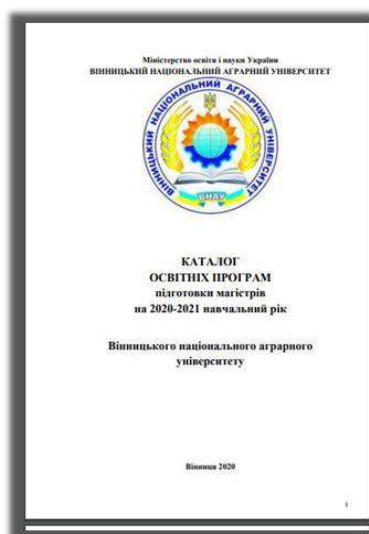 Міністерство освіти і науки України
ВІННИЦЬКИЙ НАЦІОНАЛЬНИЙ АГРАРНИЙ УНІВЕРСИТЕТ
ВІННИЦЬКИЙ НАЦІОНАЛЬНИЙ АГРАРНИЙ УНІВЕРСИТЕТ
ВНАУ
КАТАЛОГ
ОСВІТНІХ ПРОГРАМ
підготовки магістрів
на 2020-2021 навчальний рік
Вінницького національного аграрного
університету
Вінниця 2020
1